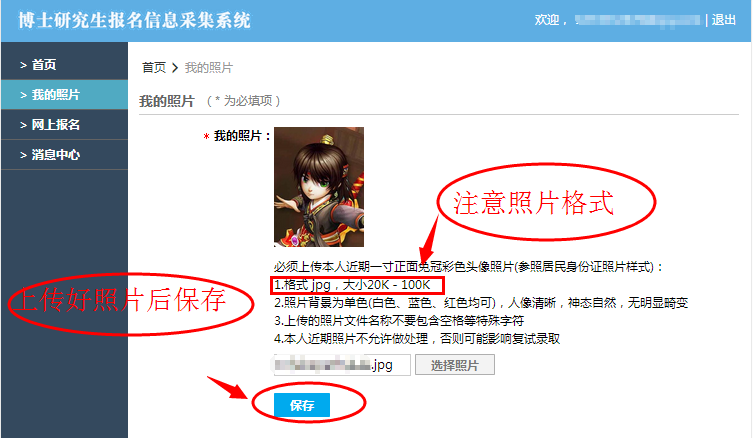 博士研究生报名信息采集系统
欢迎， | 退出
> 首页
> 我的照片
> 网上报名
> 消息中心
首页 > 我的照片
我的照片 （ * 为必填项 ）
* 我的照片：
注意照片格式
必须上传本人近期一寸正面免冠彩色头像照片(参照居民身份证照片样式)：
1.格式 jpg，大小20K - 100K
上传好照片后保存
2.照片背景为单色(白色、蓝色、红色均可)，人像清晰，神态自然，无明显畸变
3.上传的照片文件名称不要包含空格等特殊字符
4.本人近期照片不允许做处理，否则可能影响复试录取
.jpg 选择照片
保存